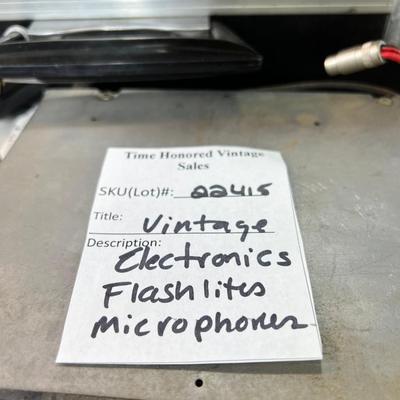 Time Honored Vintage
Sales
SKU(Lot)#: 22415
Title: Vintage
Description:
Electronics
Flashlites
microphones